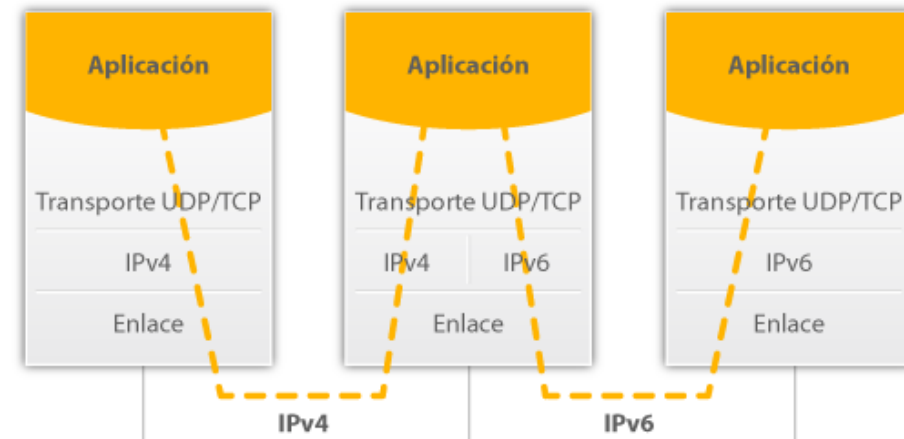 Aplicación
Transporte UDP/TCP
IPv4
Enlace
Aplicación
Transporte UDP/TCP
IPv4 IPv6
Enlace
Aplicación
Transporte UDP/TCP
IPv6
Enlace
IPv4
IPv6